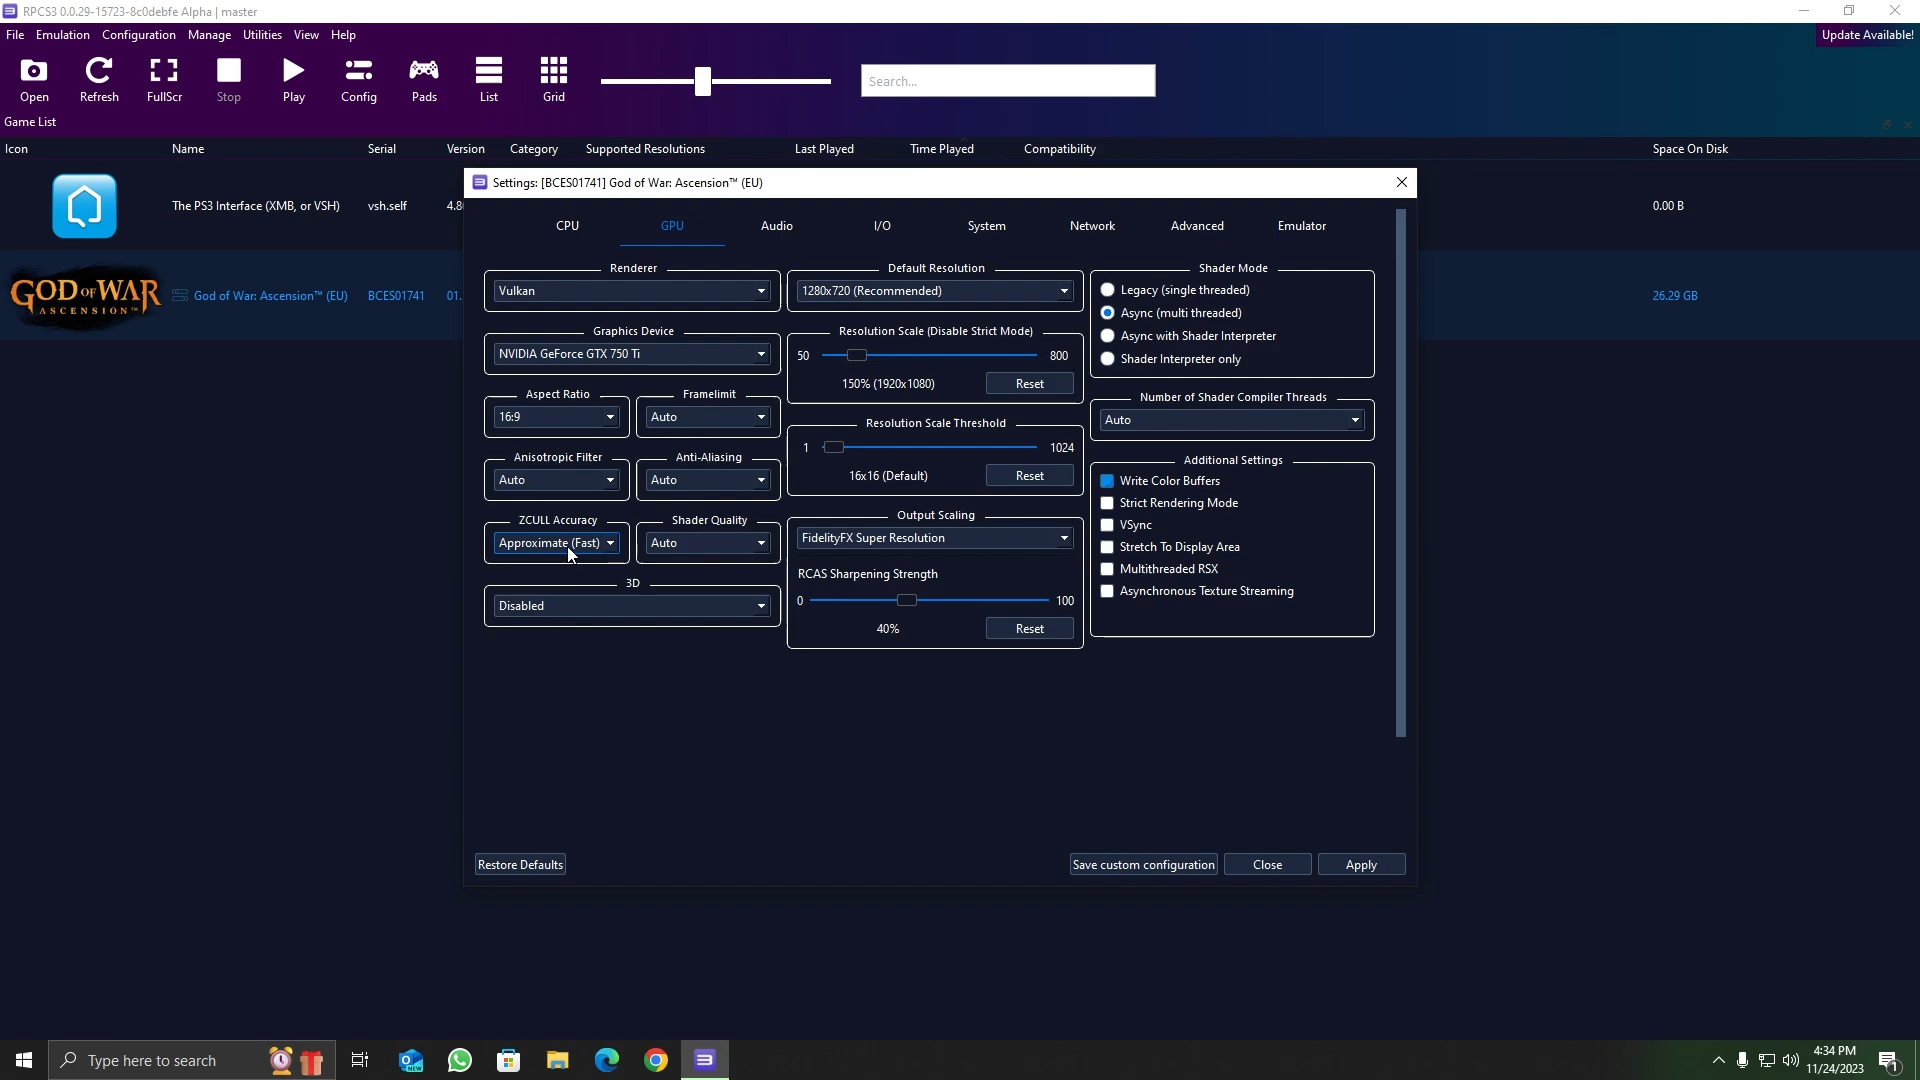 RPCS3 0.0.29-15723-8c0debfe Alpha | master
File Emulation Configuration Manage Utilities View Help
Update Available!
Open Refresh FullScr Stop Play Config Pads List Grid
Search...
Game List
Icon Name Serial Version Category Supported Resolutions Last Played Time Played Compatibility Space On Disk
The PS3 Interface (XMB, or VSH) vsh.self 4.8
0.00 B
GOD OF WAR
ASCENSION™
God of War: Ascension™ (EU) BCES01741 01.
26.29 GB
Settings: [BCES01741] God of War: Ascension™ (EU)
CPU GPU Audio I/O System Network Advanced Emulator
Renderer
Vulkan
Graphics Device
NVIDIA GeForce GTX 750 Ti
Aspect Ratio
16:9
Framelimit
Auto
Anisotropic Filter
Auto
Anti-Aliasing
Auto
ZCULL Accuracy
Approximate (Fast)
Shader Quality
Auto
3D
Disabled
Default Resolution
1280x720 (Recommended)
Resolution Scale (Disable Strict Mode)
50 800
150% (1920x1080) Reset
Resolution Scale Threshold
1 1024
16x16 (Default) Reset
Output Scaling
FidelityFX Super Resolution
RCAS Sharpening Strength
0 100
40% Reset
Shader Mode
Legacy (single threaded)
Async (multi threaded)
Async with Shader Interpreter
Shader Interpreter only
Number of Shader Compiler Threads
Auto
Additional Settings
Write Color Buffers
Strict Rendering Mode
VSync
Stretch To Display Area
Multithreaded RSX
Asynchronous Texture Streaming
Restore Defaults Save custom configuration Close Apply
Type here to search
NEW
4:34 PM
11/24/2023
1